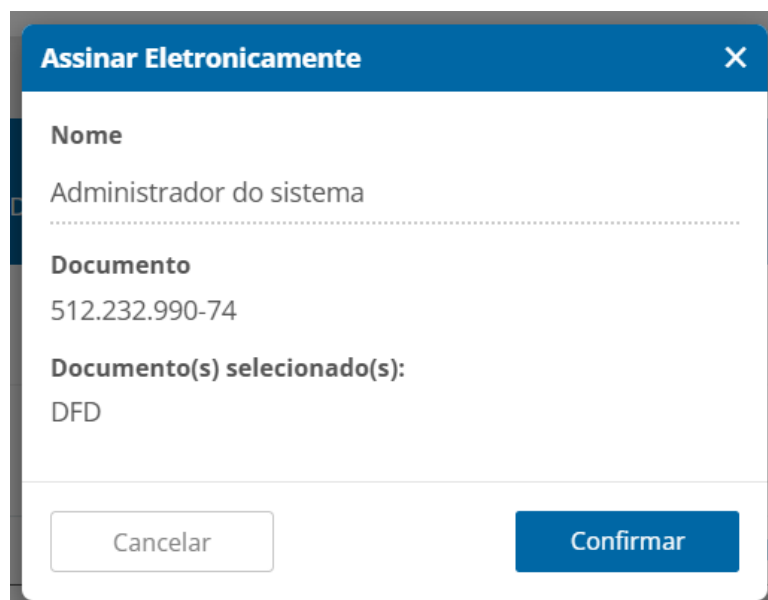 Assinar Eletronicamente
Nome
Administrador do sistema
Documento
512.232.990-74
Documento(s) selecionado(s):
DFD
Cancelar
Confirmar